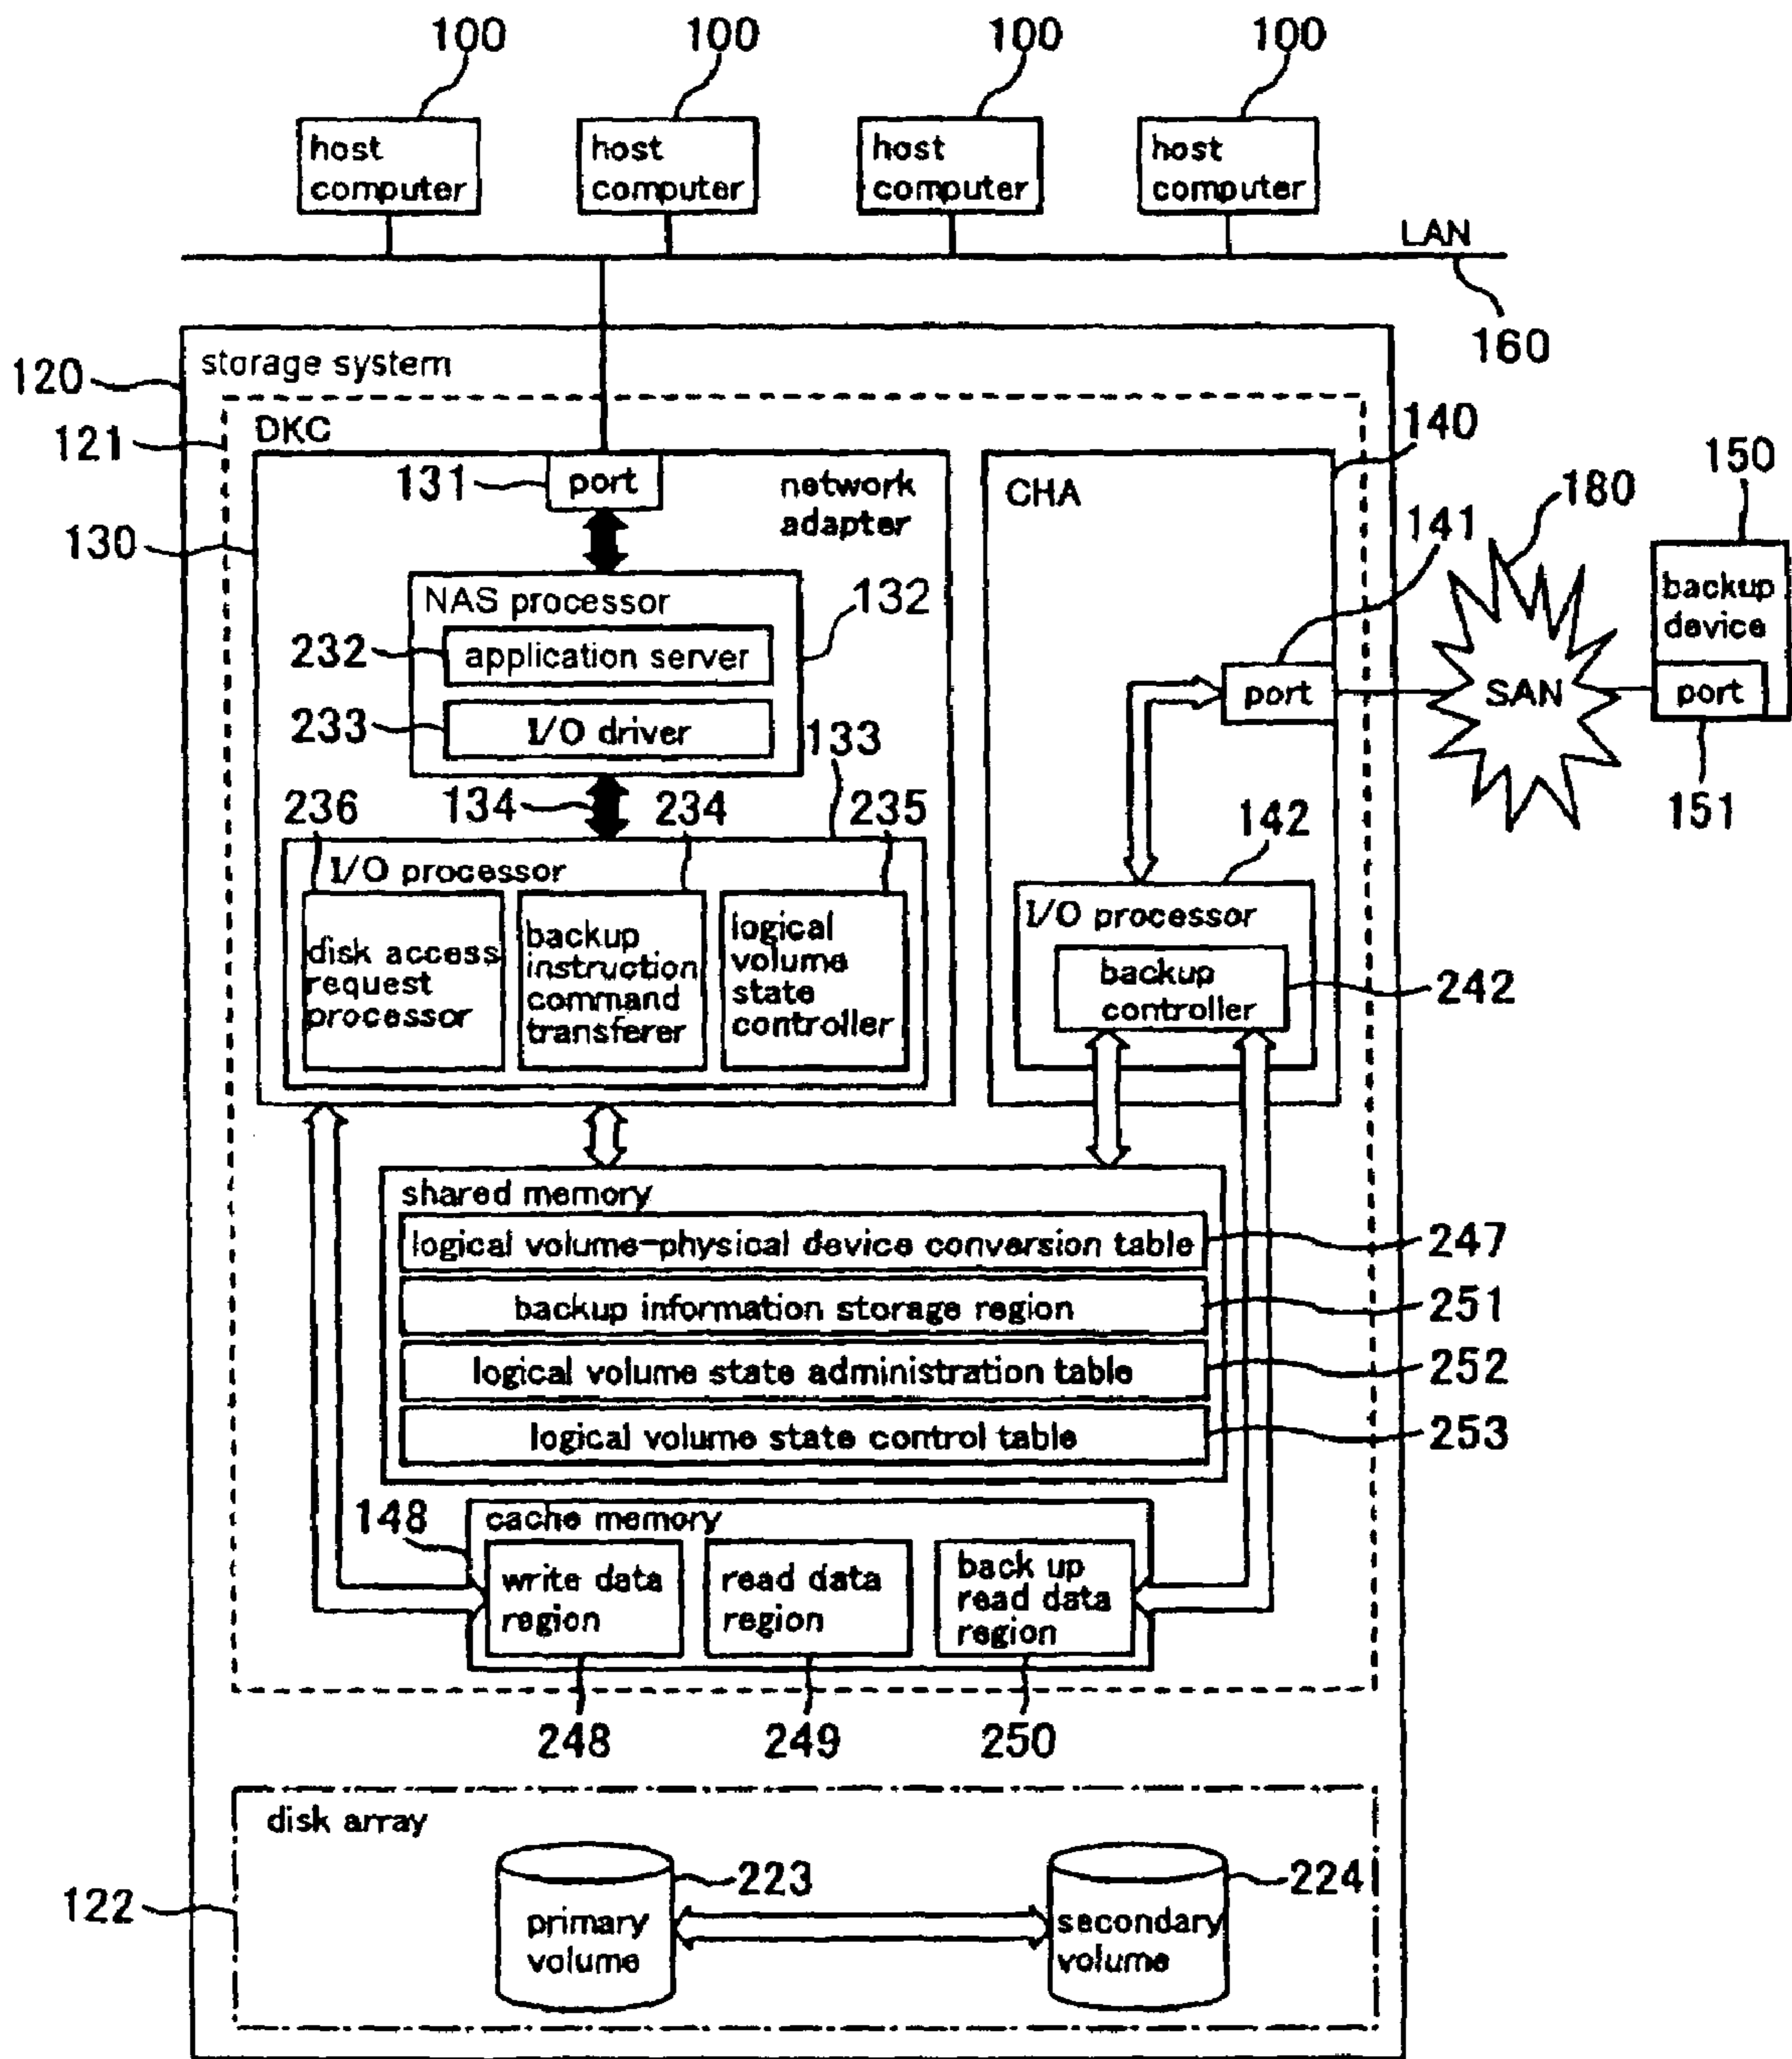 100 100 100 100
host computer
host computer
host computer
host computer
LAN
160
120
storage system
121
DKC
140
131
port
network adapter
CHA
150
180
130
141
NAS processor
132
backup device
232
application server
port
SAN
port
233
I/O driver
133
151
236
134
234
235
142
I/O processor
disk access request processor
backup instruction command transferer
logical volume state controller
I/O processor
backup controller
242
shared memory
logical volume-physical device conversion table
247
backup information storage region
251
logical volume state administration table
252
logical volume state control table
253
148
cache memory
write data region
read data region
back up read data region
248
249
250
disk array
122
223
224
primary volume
secondary volume